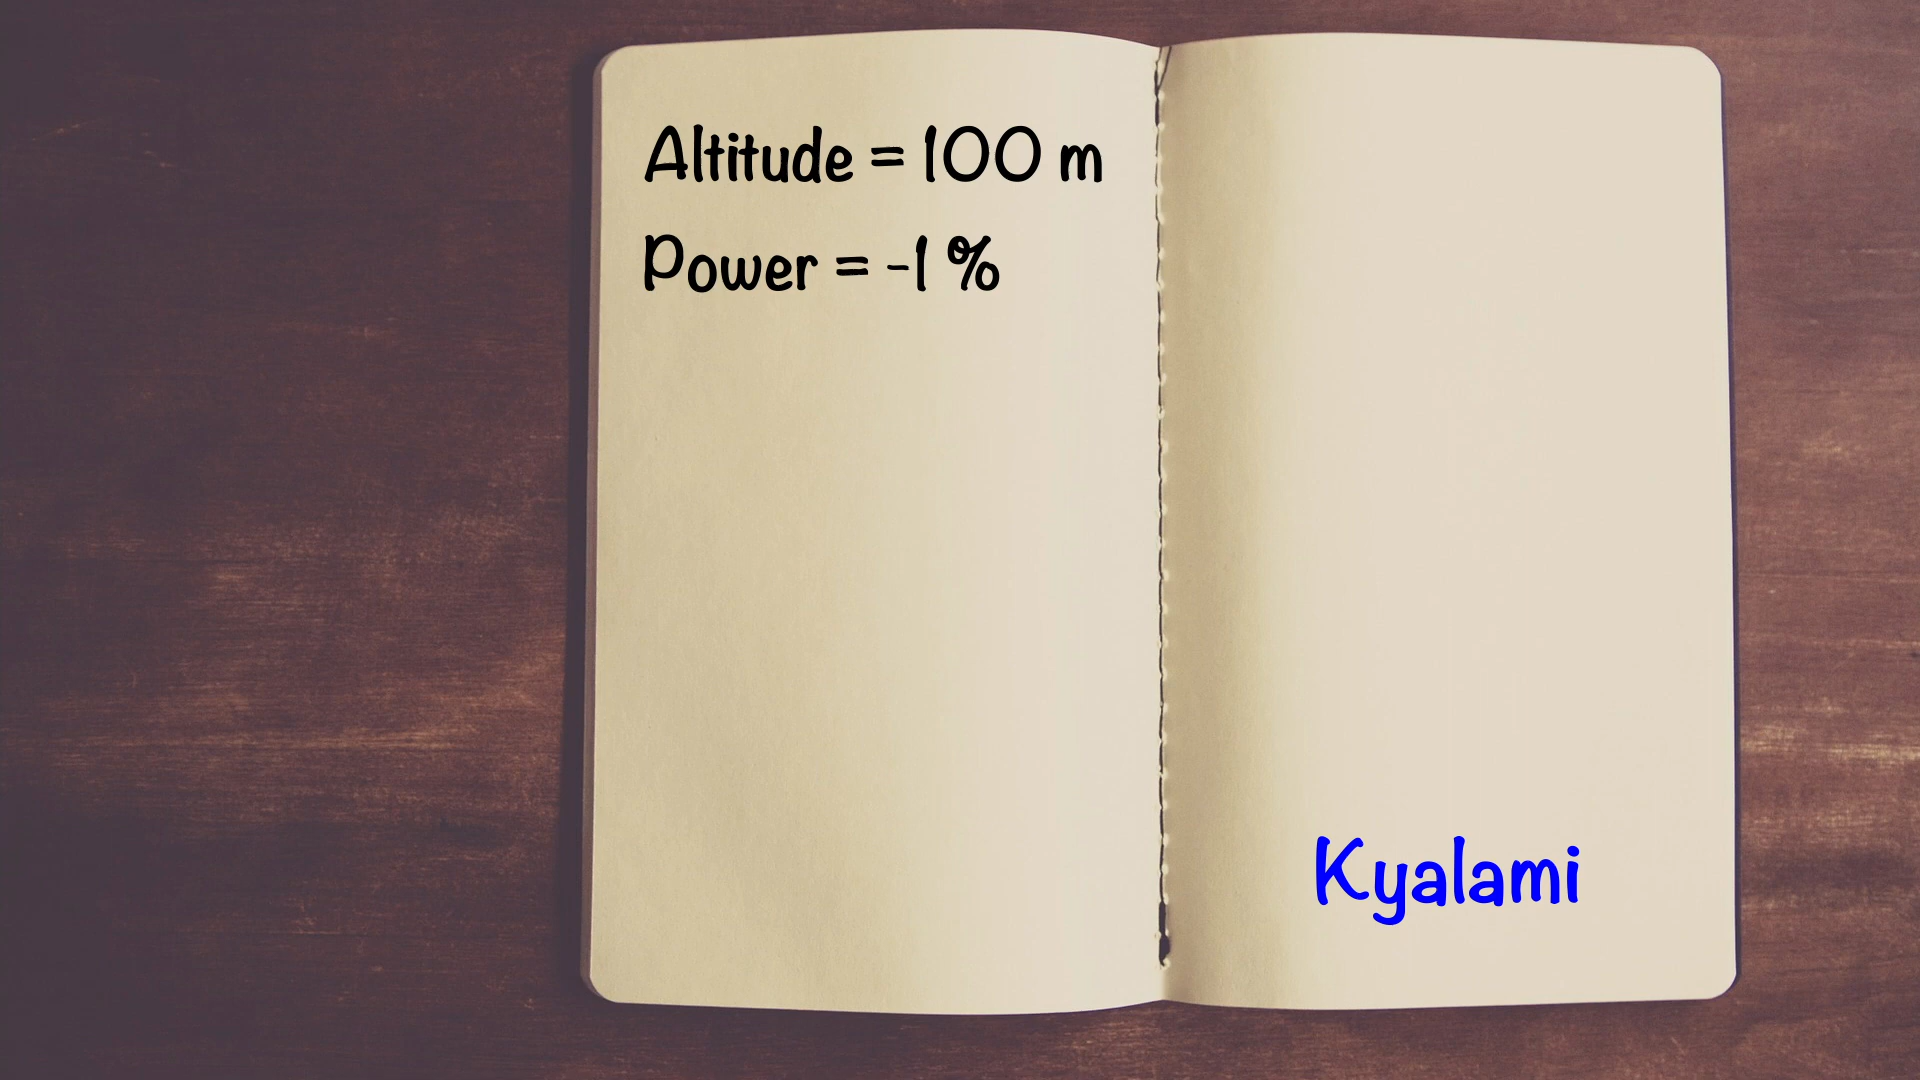 Altitude = 100 m
Power = -1 %
Kyalami